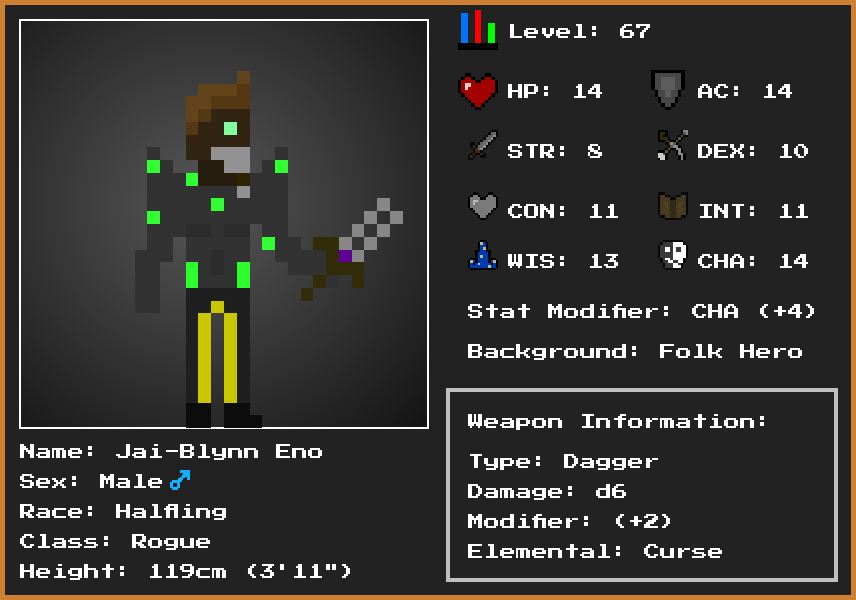 Level: 67
HP: 14 AC: 14
STR: 8 DEX: 10
CON: 11 INT: 11
WIS: 13 CHA: 14
Stat Modifier: CHA (+4)
Background: Folk Hero
Weapon Information:
Type: Dagger
Damage: d6
Modifier: (+2)
Elemental: Curse
Name: Jai-Blynn Eno
Sex: Male ♂
Race: Halfling
Class: Rogue
Height: 119cm (3'11")